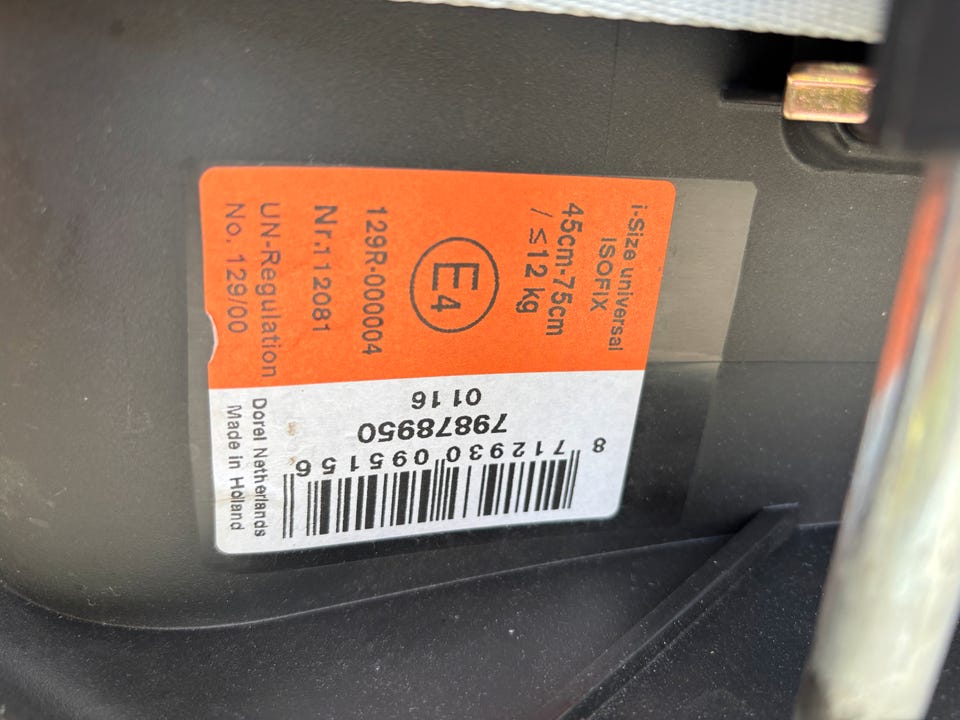 i-Size universal
ISOFIX
45cm-75cm
/ ≤12 kg
E4
129R-000004
Nr.112081
UN-Regulation
No. 129/00
Dorel Netherlands
Made in Holland
8 712930 095156
79878950
0116